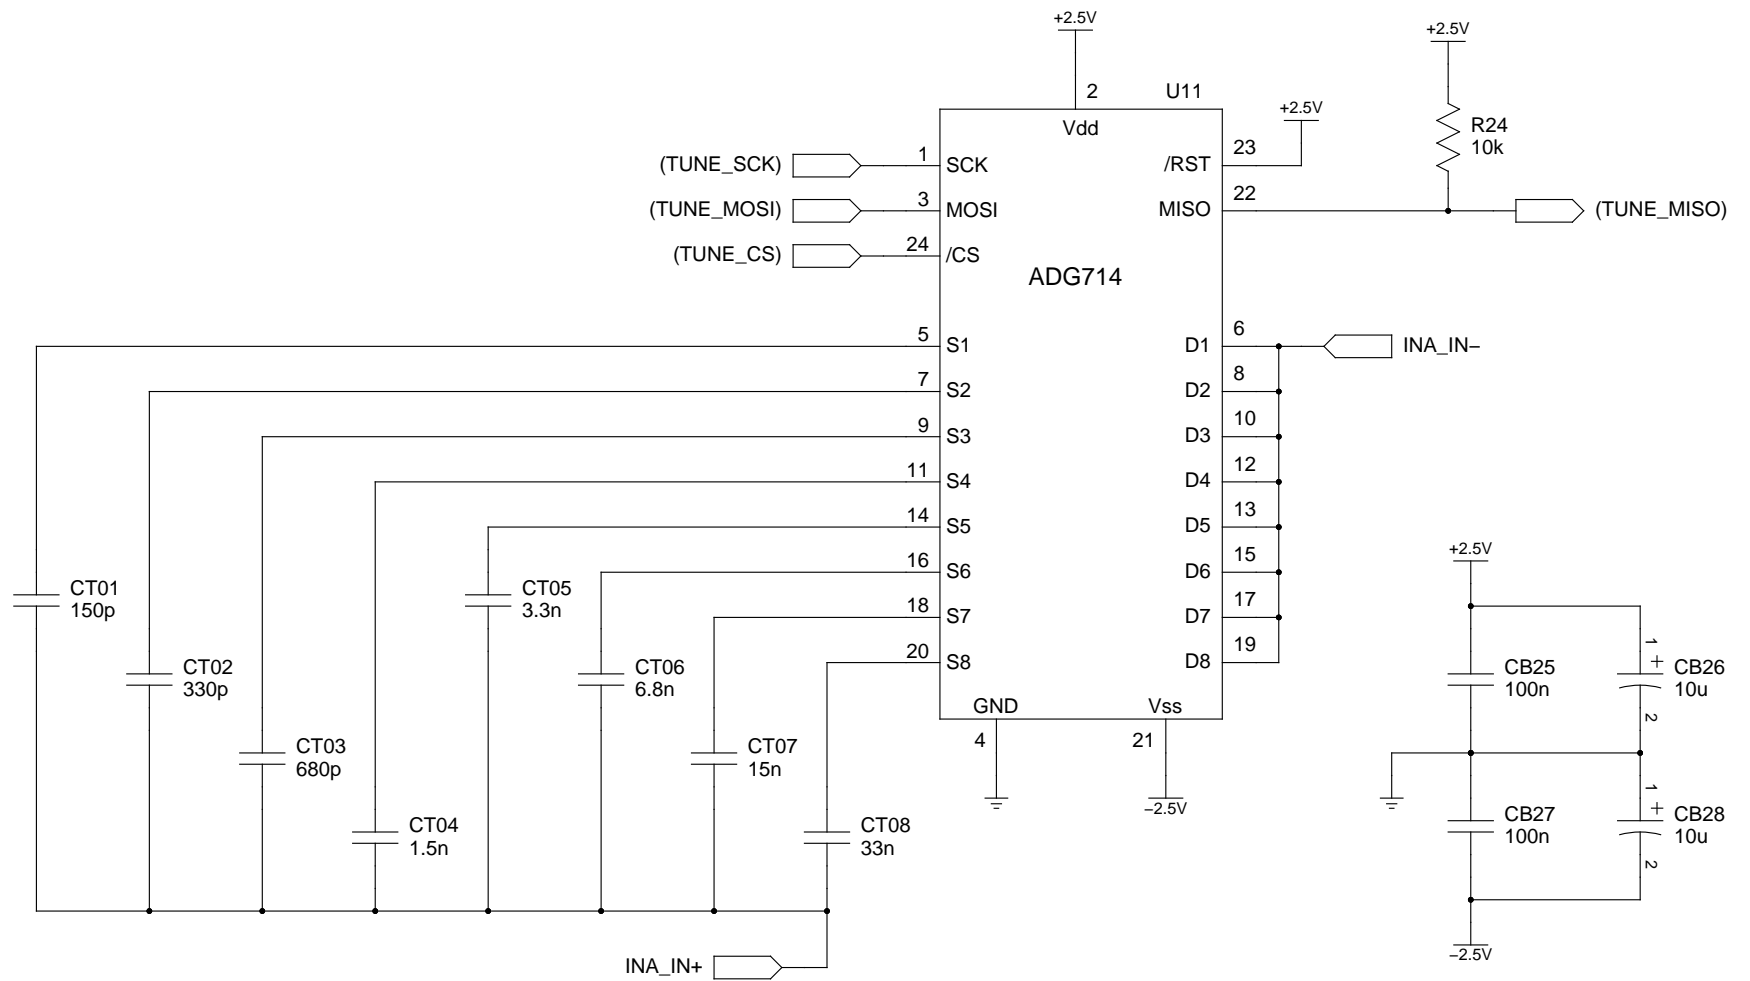 +2.5V
+2.5V
2
U11
+2.5V
Vdd
R24
10k
(TUNE_SCK)
1
SCK
/RST
23
(TUNE_MOSI)
3
MOSI
MISO
22
(TUNE_MISO)
(TUNE_CS)
24
/CS
ADG714
5
S1
D1
6
INA_IN−
7
S2
D2
8
9
S3
D3
10
11
S4
D4
12
14
S5
D5
13
16
S6
D6
15
18
S7
D7
17
20
S8
D8
19
CT01
150p
CT02
330p
CT03
680p
CT04
1.5n
CT05
3.3n
CT06
6.8n
CT07
15n
CT08
33n
GND
4
Vss
21
−2.5V
+2.5V
CB25
100n
1
+
CB26
10u
2
CB27
100n
1
+
CB28
10u
2
−2.5V
INA_IN+